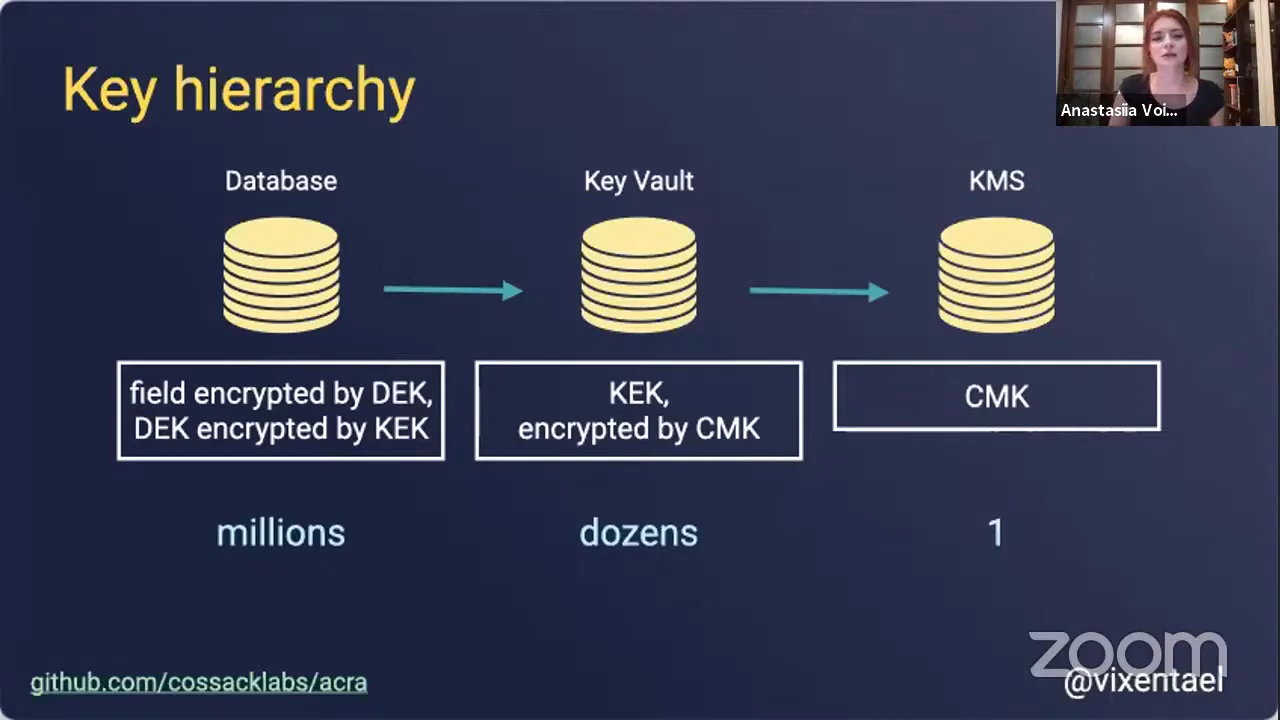 Key hierarchy
Anastasiia Voi...
Database
Key Vault
KMS
field encrypted by DEK,
DEK encrypted by KEK
KEK,
encrypted by CMK
CMK
millions
dozens
1
github.com/cossacklabs/acra
zoom
@vixentael